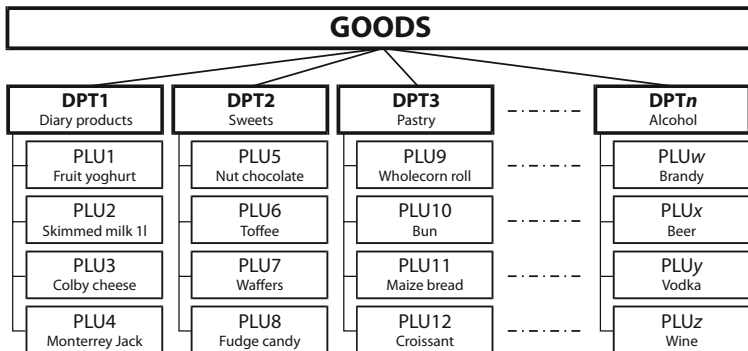 GOODS
DPT1
Diary products
DPT2
Sweets
DPT3
Pastry
DPTn
Alcohol
PLU1
Fruit yoghurt
PLU5
Nut chocolate
PLU9
Wholecorn roll
PLUw
Brandy
PLU2
Skimmed milk 1l
PLU6
Toffee
PLU10
Bun
PLUx
Beer
PLU3
Colby cheese
PLU7
Waffers
PLU11
Maize bread
PLUy
Vodka
PLU4
Monterrey Jack
PLU8
Fudge candy
PLU12
Croissant
PLUz
Wine